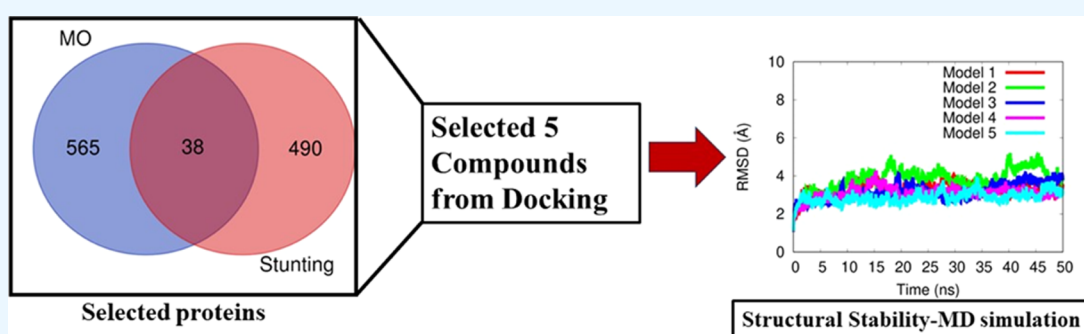 MO
565
38
490
Stunting
Selected proteins
Selected 5
Compounds
from Docking
RMSD (Å)
10
8
6
4
2
0
Model 1
Model 2
Model 3
Model 4
Model 5
0 5 10 15 20 25 30 35 40 45 50
Time (ns)
Structural Stability-MD simulation